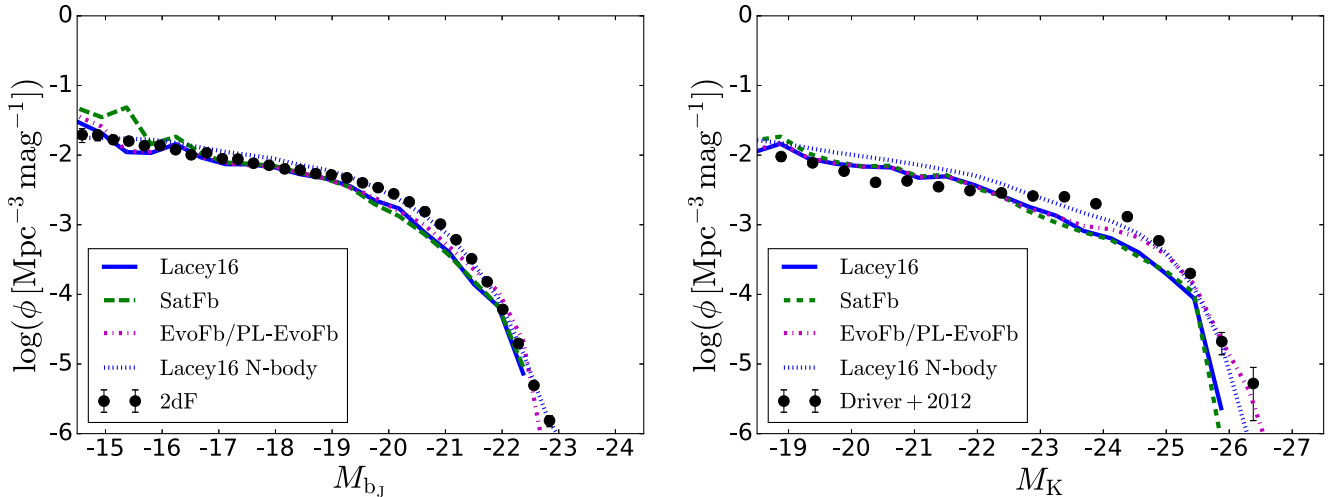 0
-1
-2
-3
-4
-5
-6
log(ϕ [Mpc⁻³ mag⁻¹])
Lacey16
SatFb
EvoFb/PL-EvoFb
Lacey16 N-body
2dF
-15 -16 -17 -18 -19 -20 -21 -22 -23 -24
M_bJ
0
-1
-2
-3
-4
-5
-6
log(ϕ [Mpc⁻³ mag⁻¹])
Lacey16
SatFb
EvoFb/PL-EvoFb
Lacey16 N-body
Driver+2012
-19 -20 -21 -22 -23 -24 -25 -26 -27
M_K